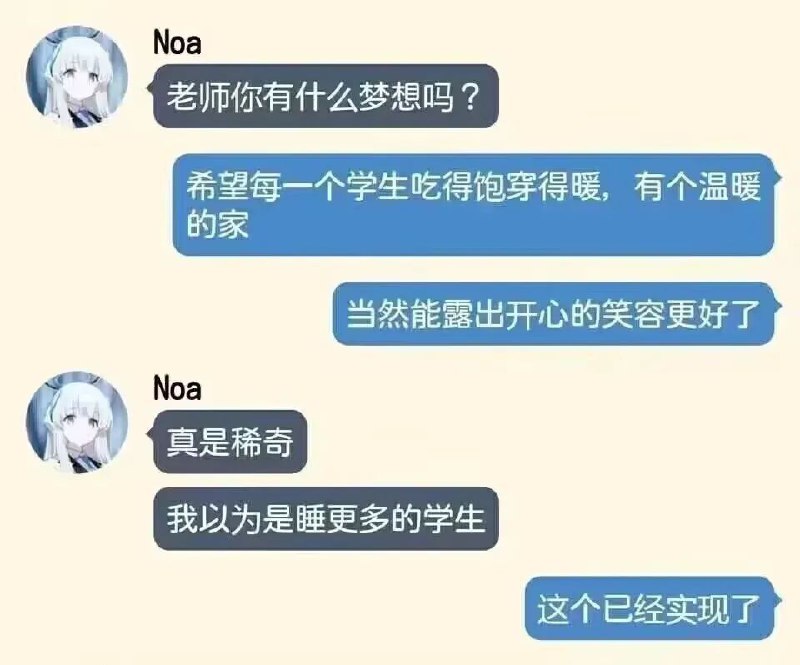 Noa
老师你有什么梦想吗？
希望每一个学生吃得饱穿得暖，有个温暖
的家
当然能露出开心的笑容更好了
Noa
真是稀奇
我以为是睡更多的学生
这个已经实现了